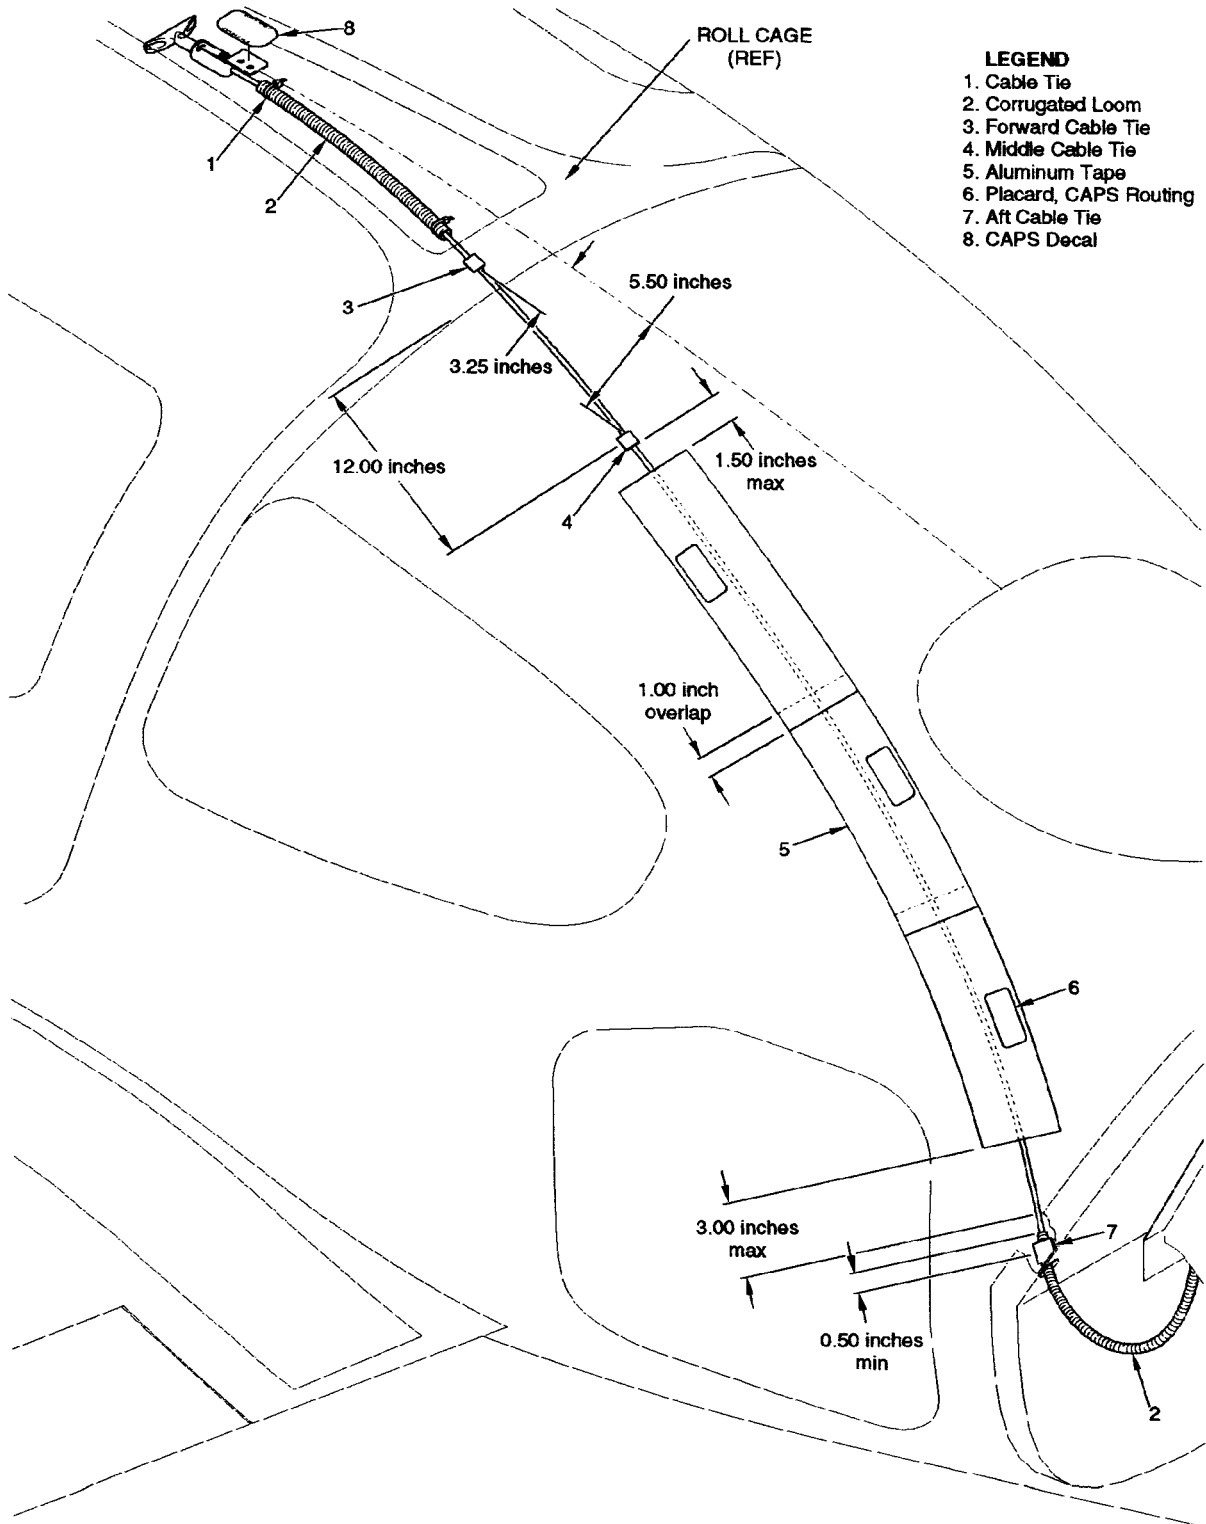 8
ROLL CAGE
(REF)
LEGEND
1. Cable Tie
2. Corrugated Loom
3. Forward Cable Tie
4. Middle Cable Tie
5. Aluminum Tape
6. Placard, CAPS Routing
7. Aft Cable Tie
8. CAPS Decal
1
2
3
5.50 inches
3.25 inches
12.00 inches
1.50 inches
max
4
1.00 inch
overlap
5
6
3.00 inches
max
7
0.50 inches
min
2